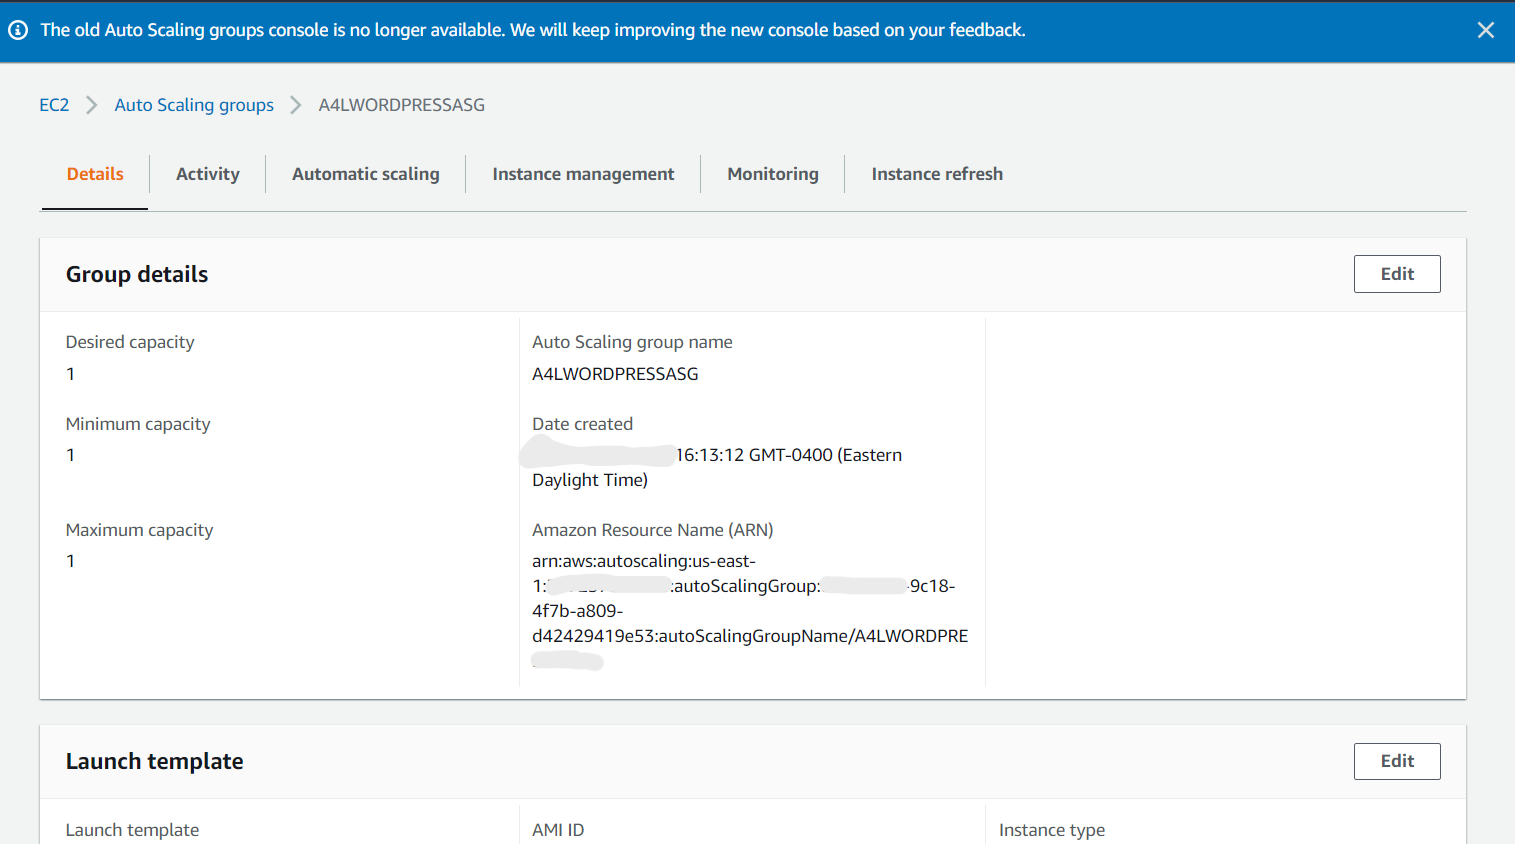 The old Auto Scaling groups console is no longer available. We will keep improving the new console based on your feedback.
EC2 Auto Scaling groups A4LWORDPRESSASG
Details Activity Automatic scaling Instance management Monitoring Instance refresh
Group details Edit
Desired capacity
1
Minimum capacity
1
Maximum capacity
1
Auto Scaling group name
A4LWORDPRESSASG
Date created
16:13:12 GMT-0400 (Eastern
Daylight Time)
Amazon Resource Name (ARN)
arn:aws:autoscaling:us-east-
1: :autoScalingGroup: -9c18-
4f7b-a809-
d42429419e53:autoScalingGroupName/A4LWORDPRE
Launch template Edit
Launch template AMI ID Instance type